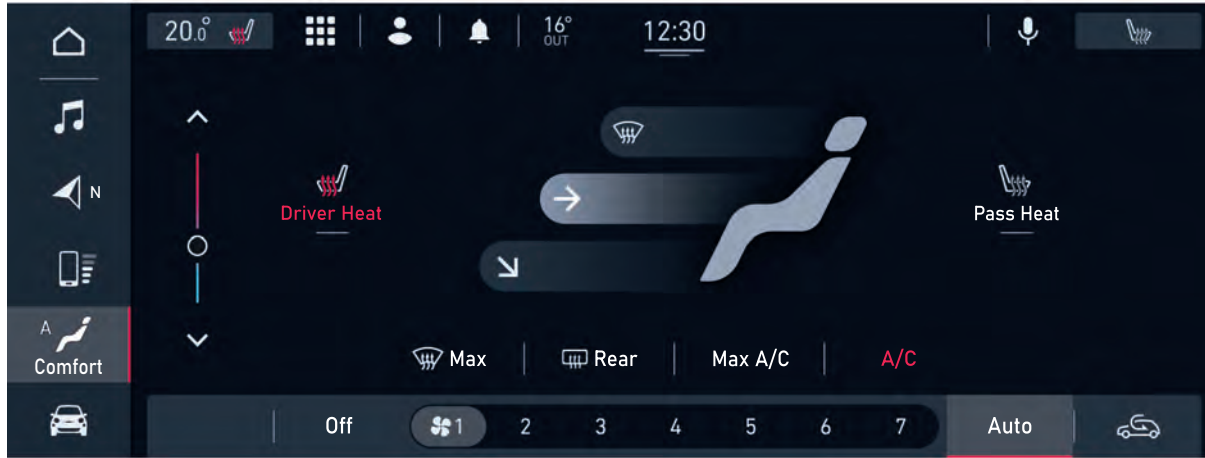 20.0°
16°
OUT
12:30
N
Driver Heat
Pass Heat
A
Comfort
Max
Rear
Max A/C
A/C
Off
1 2 3 4 5 6 7
Auto